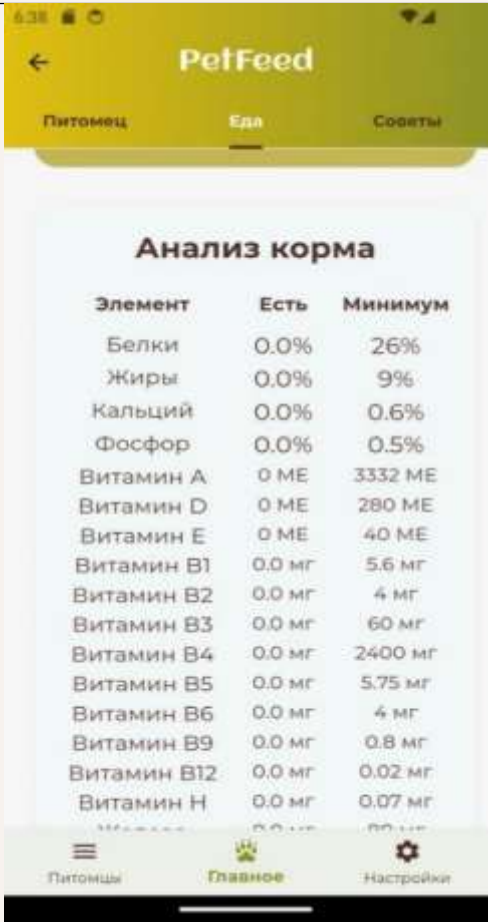 6:38
PetFeed
Питомец Еда Советы
Анализ корма
Элемент Есть Минимум
Белки 0.0% 26%
Жиры 0.0% 9%
Кальций 0.0% 0.6%
Фосфор 0.0% 0.5%
Витамин A 0 МЕ 3332 МЕ
Витамин D 0 МЕ 280 МЕ
Витамин E 0 МЕ 40 МЕ
Витамин B1 0.0 мг 5.6 мг
Витамин B2 0.0 мг 4 мг
Витамин B3 0.0 мг 60 мг
Витамин B4 0.0 мг 2400 мг
Витамин B5 0.0 мг 5.75 мг
Витамин B6 0.0 мг 4 мг
Витамин B9 0.0 мг 0.8 мг
Витамин B12 0.0 мг 0.02 мг
Витамин H 0.0 мг 0.07 мг
Питомцы Главное Настройки